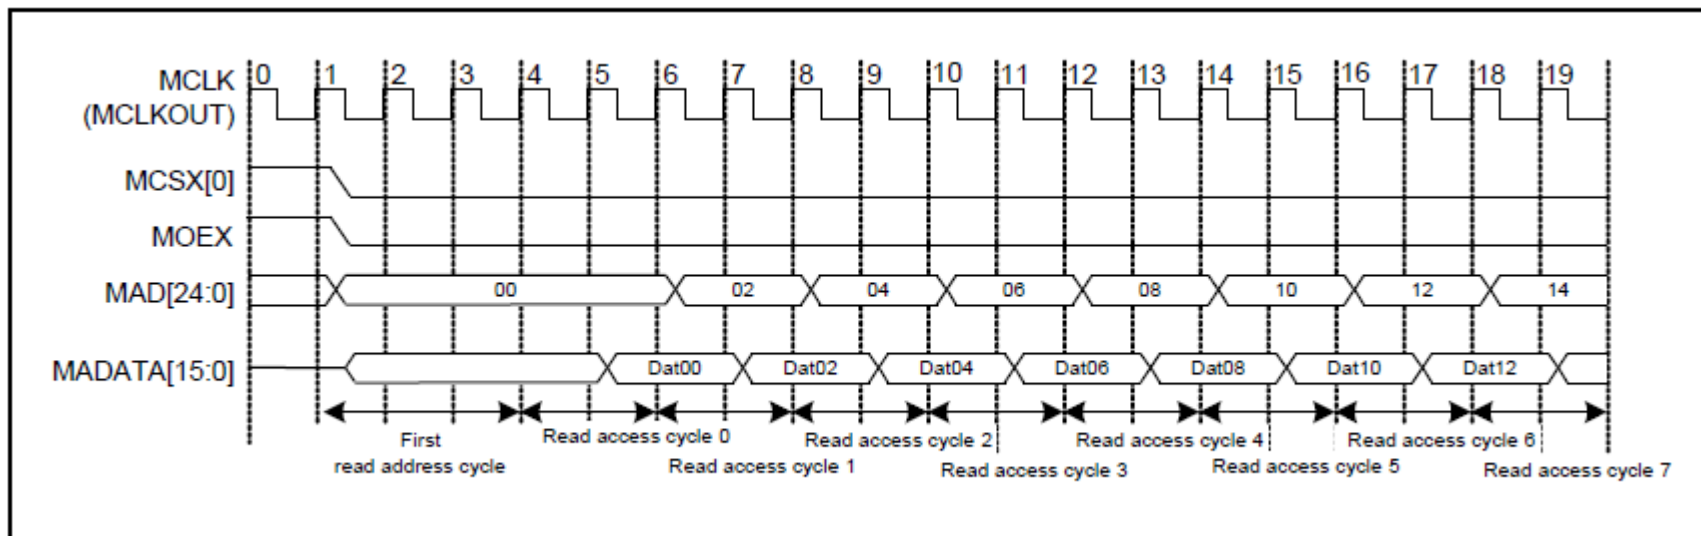 0 1 2 3 4 5 6 7 8 9 10 11 12 13 14 15 16 17 18 19
MCLK
(MCLKOUT)
MCSX[0]
MOEX
MAD[24:0] 00 02 04 06 08 10 12 14
MADATA[15:0] Dat00 Dat02 Dat04 Dat06 Dat08 Dat10 Dat12
First Read access cycle 0 Read access cycle 2 Read access cycle 4 Read access cycle 6
read address cycle Read access cycle 1 Read access cycle 3 Read access cycle 5 Read access cycle 7